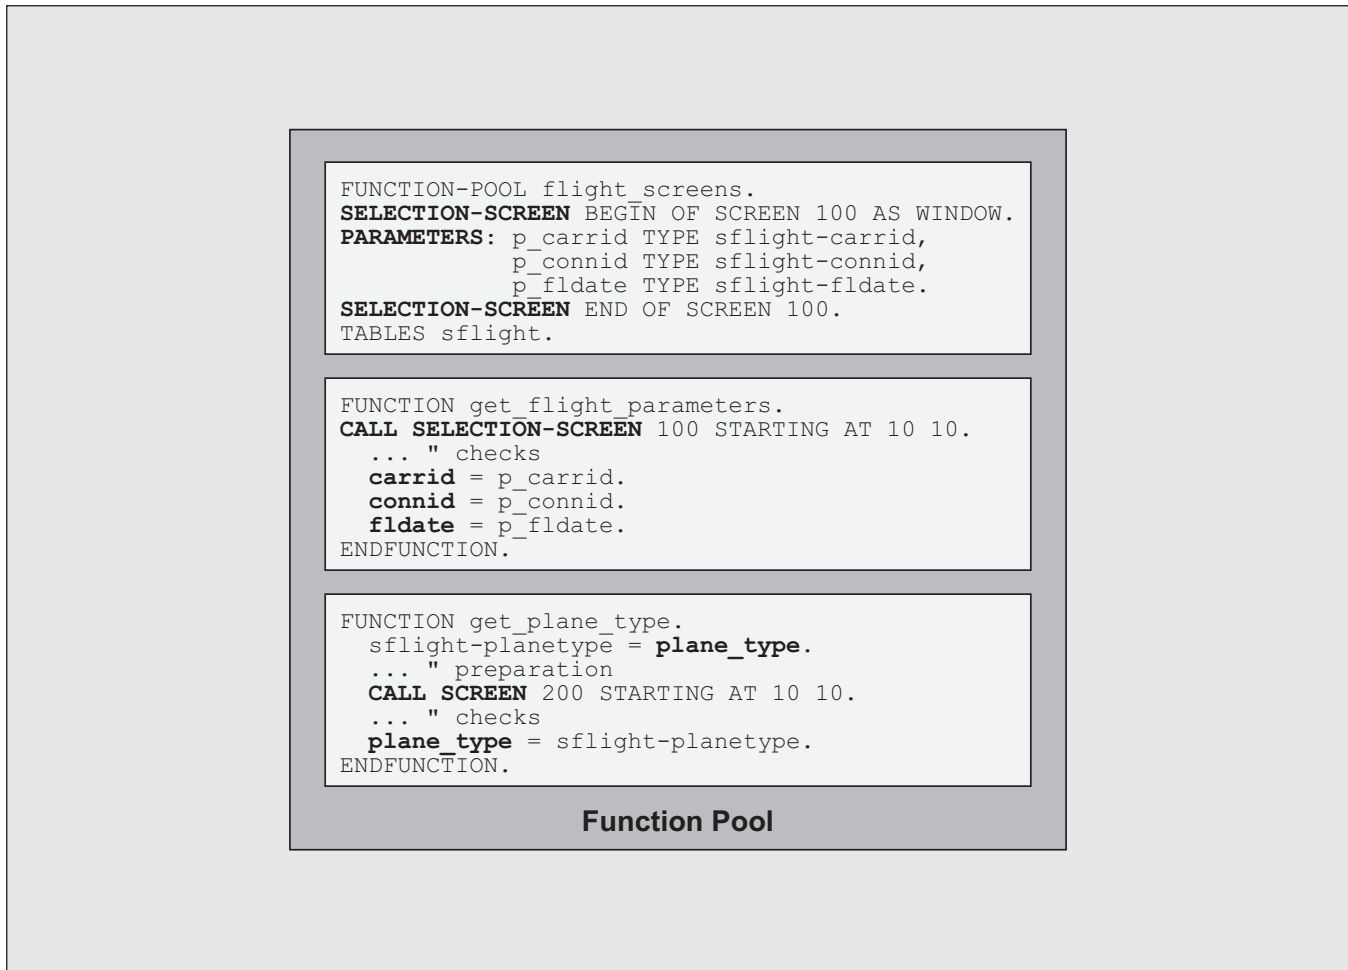 FUNCTION-POOL flight_screens.
SELECTION-SCREEN BEGIN OF SCREEN 100 AS WINDOW.
PARAMETERS: p_carrid TYPE sflight-carrid,
            p_connid TYPE sflight-connid,
            p_fldate TYPE sflight-fldate.
SELECTION-SCREEN END OF SCREEN 100.
TABLES sflight.
FUNCTION get_flight_parameters.
CALL SELECTION-SCREEN 100 STARTING AT 10 10.
  ... " checks
  carrid = p_carrid.
  connid = p_connid.
  fldate = p_fldate.
ENDFUNCTION.
FUNCTION get_plane_type.
  sflight-planetype = plane_type.
  ... " preparation
  CALL SCREEN 200 STARTING AT 10 10.
  ... " checks
  plane_type = sflight-planetype.
ENDFUNCTION.
Function Pool